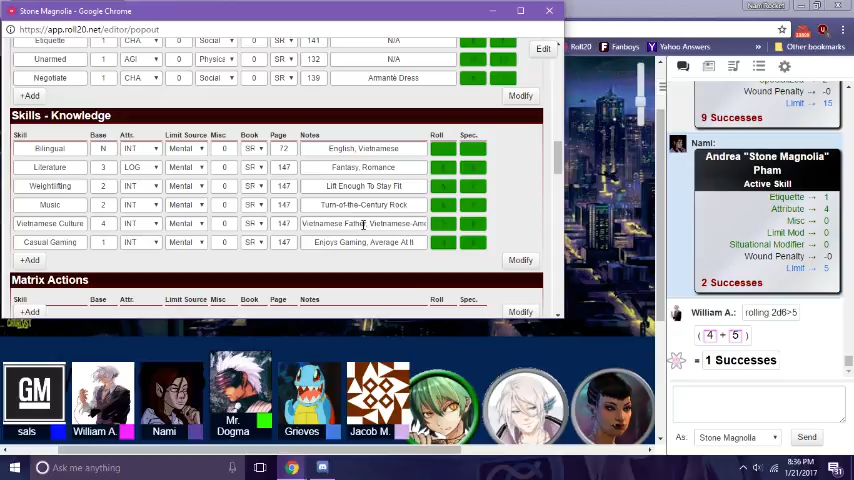 Stone Magnolia - Google Chrome
Nam Rocket
https://app.roll20.net/editor/popout
Fanboys
Yahoo Answers
Other bookmarks
Etiquette 1 CHA 0 Social SR 141 N/A
Edit
Unarmed 1 AGI 0 Physica SR 132 N/A
Negotiate 1 CHA 0 Social SR 139 Armanté Dress
+Add
Modify
Skills - Knowledge
Skill Base Attr. Limit Source Misc Book Page Notes Roll Spec.
Bilingual N INT Mental 0 SR 72 English, Vietnamese
Literature 3 LOG Mental 0 SR 147 Fantasy, Romance
Weightlifting 2 INT Mental 0 SR 147 Lift Enough To Stay Fit
Music 2 INT Mental 0 SR 147 Turn-of-the-Century Rock
Vietnamese Culture 4 INT Mental 0 SR 147 Vietnamese Father, Vietnamese-Ame
Casual Gaming 1 INT Mental 0 SR 147 Enjoys Gaming, Average At It
+Add
Modify
Matrix Actions
Skill Base Attr. Limit Source Misc Book Page Notes Roll Spec.
+Add
Modify
Wound Penalty → -0
Limit → 15
9 Successes
Nami:
Andrea "Stone Magnolia"
Pham
Active Skill
Etiquette → 1
Attribute → 4
Misc → 0
Limit Mod → 0
Situational Modifier → 0
Wound Penalty → -0
Limit → 5
2 Successes
William A.: rolling 2d6>5
( 4 + 5 )
= 1 Successes
GM
sals
William A.
Nami
Mr.
Dogma
Grieves
Jacob M.
As: Stone Magnolia
Send
Ask me anything
8:36 PM
1/21/2017